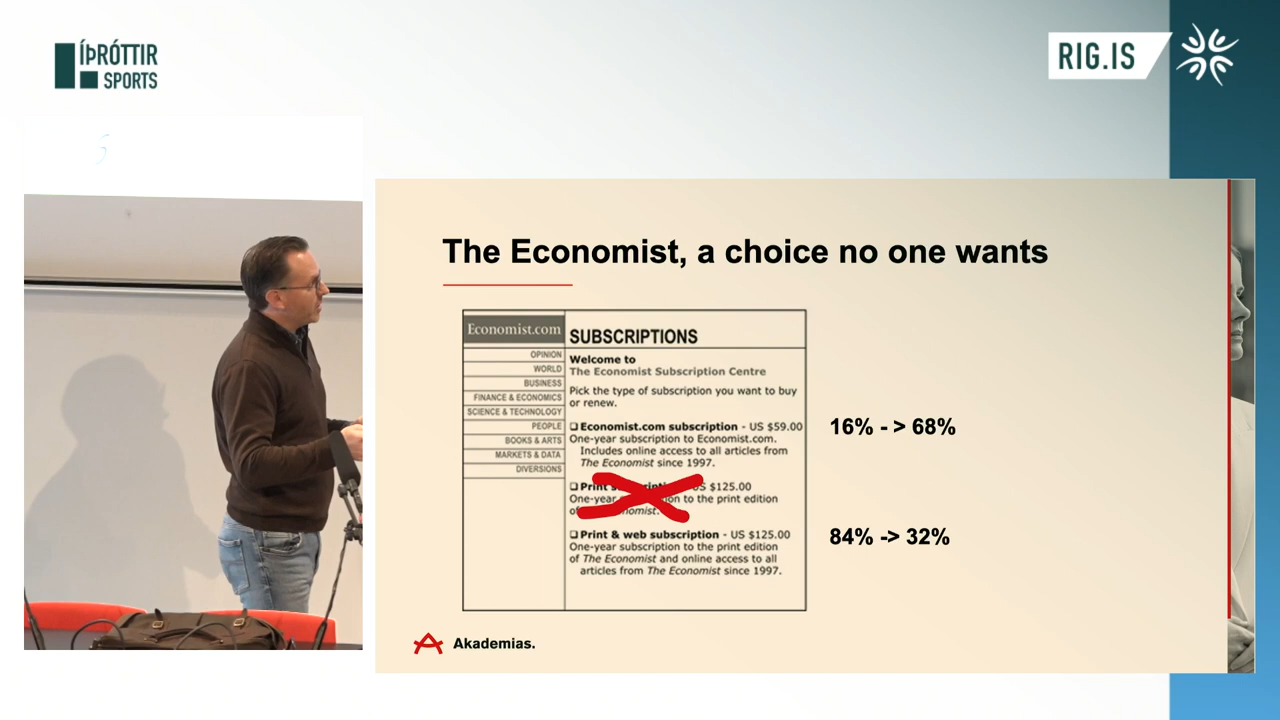 ÍÞRÓTTIR
SPORTS
RIG.IS
The Economist, a choice no one wants
Economist.com
SUBSCRIPTIONS
OPINION
WORLD
BUSINESS
FINANCE & ECONOMICS
SCIENCE & TECHNOLOGY
PEOPLE
BOOKS & ARTS
MARKETS & DATA
DIVERSIONS
Welcome to
The Economist Subscription Centre
Pick the type of subscription you want to buy
or renew.
❑ Economist.com subscription - US $59.00
One-year subscription to Economist.com.
Includes online access to all articles from
The Economist since 1997.
❑ Print $125.00
One-year to the print edition
of
❑ Print & web subscription - US $125.00
One-year subscription to the print edition
of The Economist and online access to all
articles from The Economist since 1997.
16% - > 68%
84% -> 32%
Akademias.